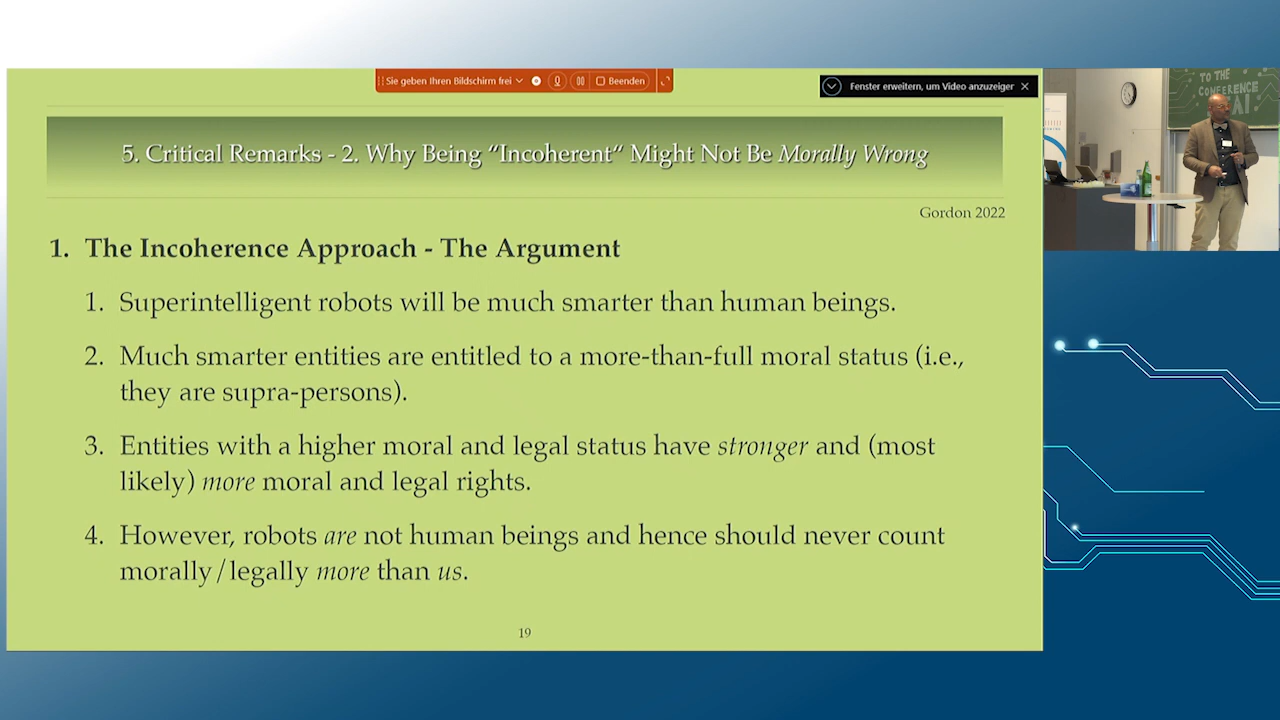 Sie geben Ihren Bildschirm frei
Beenden
Fenster erweitern, um Video anzuzeiger
5. Critical Remarks - 2. Why Being “Incoherent“ Might Not Be Morally Wrong
Gordon 2022
1. The Incoherence Approach - The Argument
1. Superintelligent robots will be much smarter than human beings.
2. Much smarter entities are entitled to a more-than-full moral status (i.e.,
they are supra-persons).
3. Entities with a higher moral and legal status have stronger and (most
likely) more moral and legal rights.
4. However, robots are not human beings and hence should never count
morally/legally more than us.
19
TO THE
CONFERENCE
AI